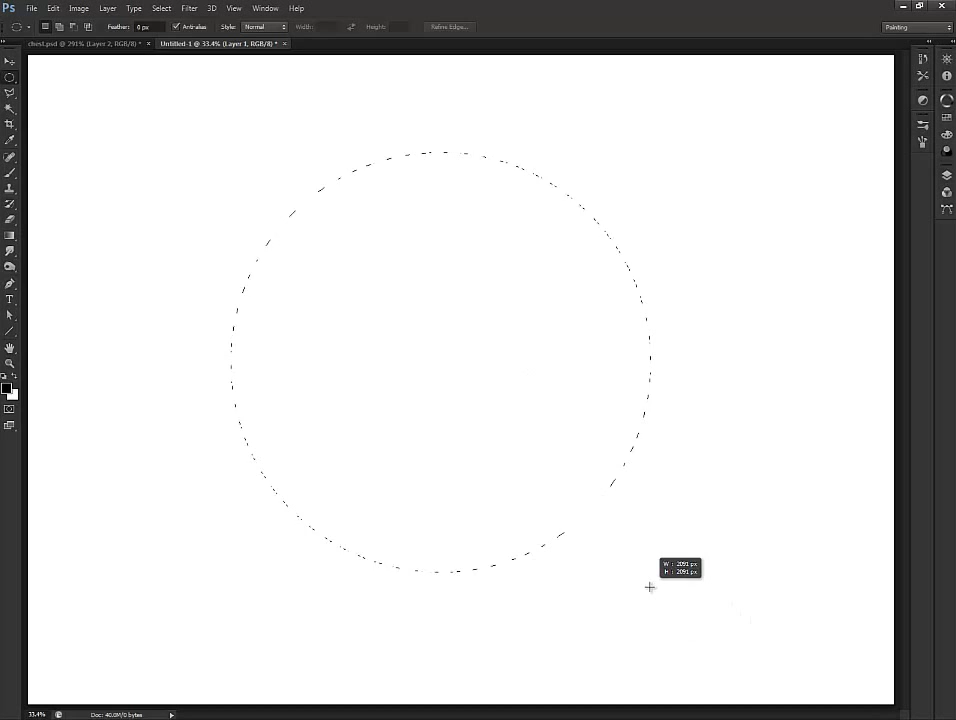 Ps File Edit Image Layer Type Select Filter 3D View Window Help
Feather: 0 px Anti-alias Style: Normal Width: Height: Refine Edge... Painting
chest.psd @ 291% (Layer 2, RGB/8) * × Untitled-1 @ 33.4% (Layer 1, RGB/8) * ×
T
W : 2091 px
H : 2091 px
33.4% Doc: 40.0M/0 bytes